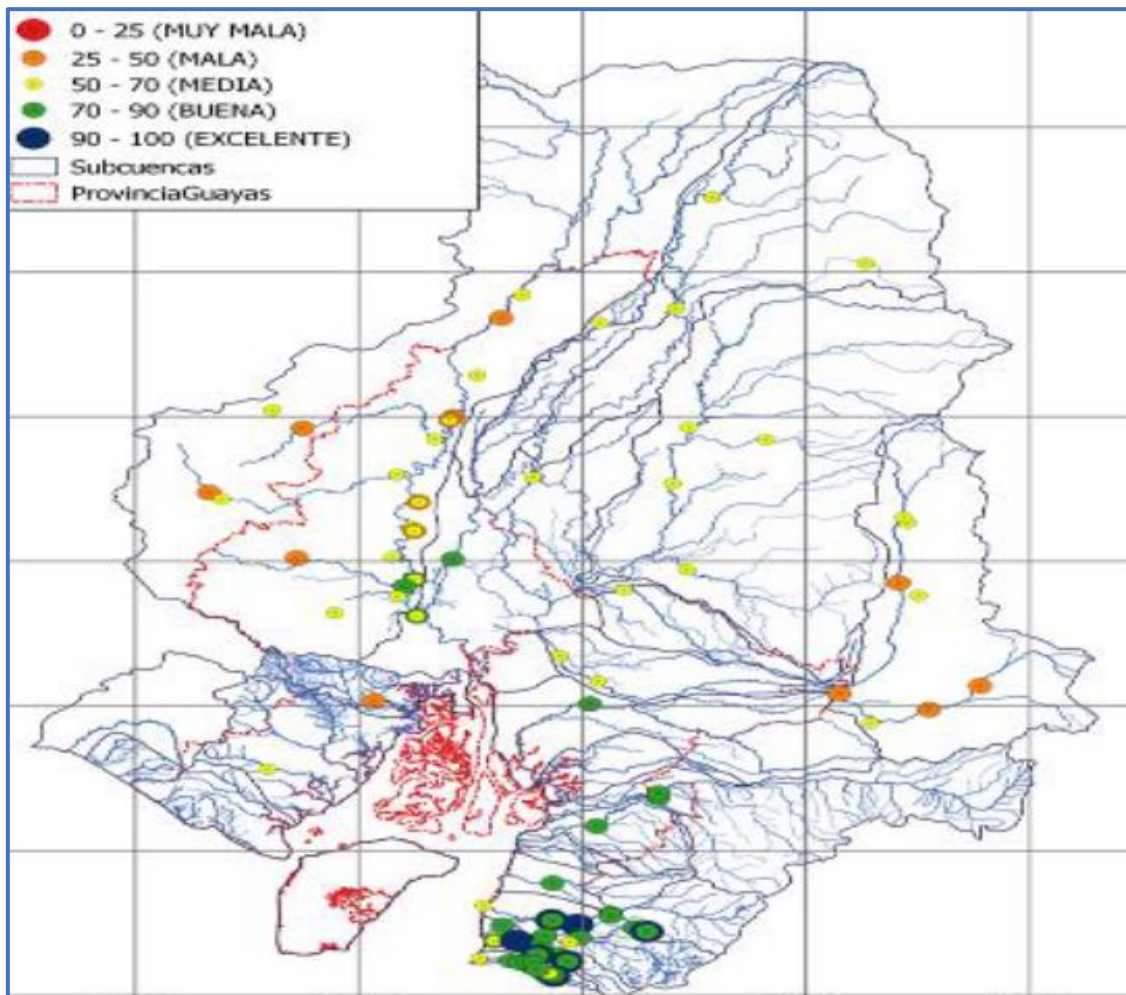 0 - 25 (MUY MALA)
25 - 50 (MALA)
50 - 70 (MEDIA)
70 - 90 (BUENA)
90 - 100 (EXCELENTE)
Subcuencas
ProvinciaGuayas